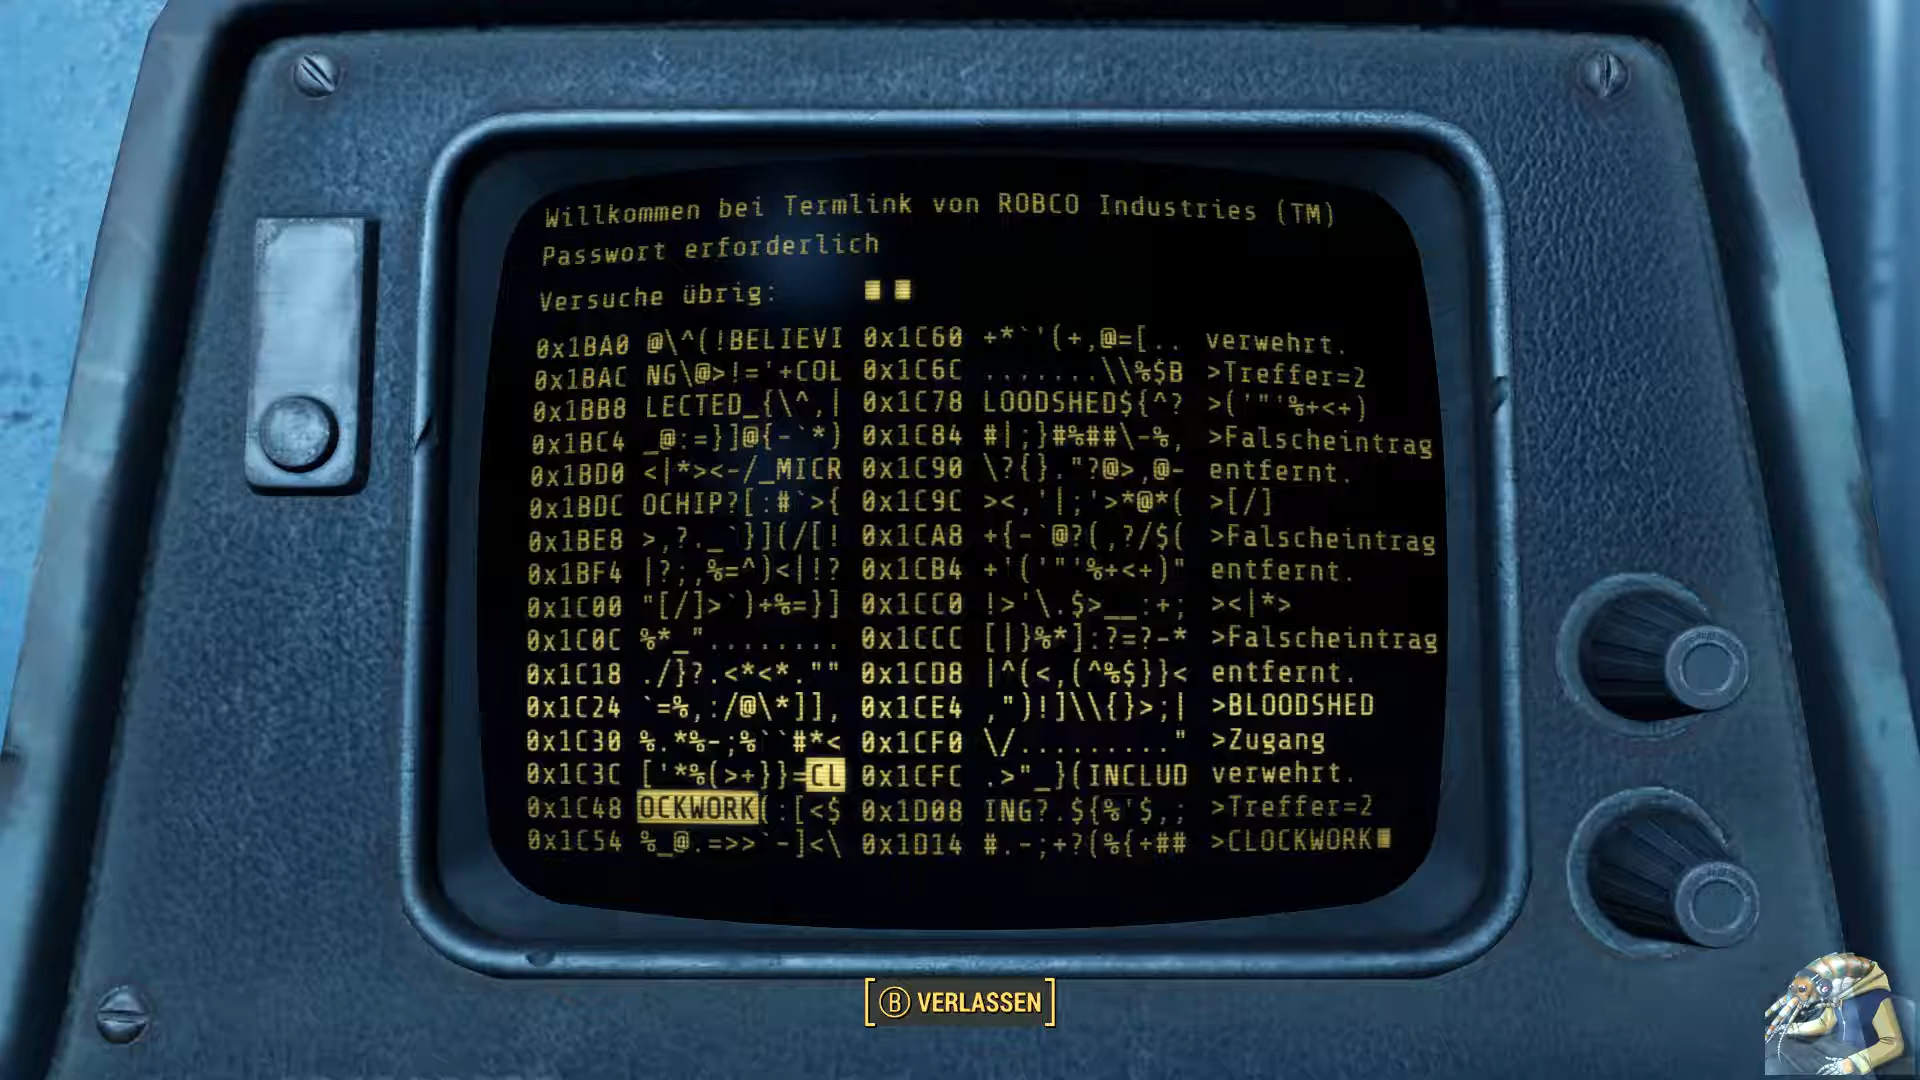 Willkommen bei Termlink von ROBCO Industries (TM)
Passwort erforderlich
Versuche übrig:
0x1BA0 @\^(!BELIEVI 0x1C60 +*`'(+,@=[.. verwehrt.
0x1BAC NG\@>!='+COL 0x1C6C .......\\%$B >Treffer=2
0x1BB8 LECTED_{\^,| 0x1C78 LOODSHED${^? >('"'%+<+)
0x1BC4 _@:=}]@{-`*) 0x1C84 #|;}#%##\-%, >Falscheintrag
0x1BD0 <|*><-/_MICR 0x1C90 \?{}."?@>,@- entfernt.
0x1BDC OCHIP?[:#`>{ 0x1C9C ><,'|;'>*@*( >[/]
0x1BE8 >,?._`}](/[! 0x1CA8 +{-`@?(,?/$( >Falscheintrag
0x1BF4 |?;,%=^)<|!? 0x1CB4 +'('"'%+<+)" entfernt.
0x1C00 "[/]>`)+%=}] 0x1CC0 !>'\.$>__:+; ><|*>
0x1C0C %*_"........ 0x1CCC [|}%*]:?=?-* >Falscheintrag
0x1C18 ./}?.<*<*."" 0x1CD8 |^(<,(^%$}}< entfernt.
0x1C24 `=%,:/@\*]], 0x1CE4 ,")!]\\{}>;| >BLOODSHED
0x1C30 %.*%-;%``#*< 0x1CF0 \/........." >Zugang
0x1C3C ['*%(>+}}=CL 0x1CFC .>"_}(INCLUD verwehrt.
0x1C48 OCKWORK(:[<$ 0x1D08 ING?.${%'$,; >Treffer=2
0x1C54 %_@.=>>`-]<\ 0x1D14 #.-;+?(%{+## >CLOCKWORK
[Ⓑ VERLASSEN]